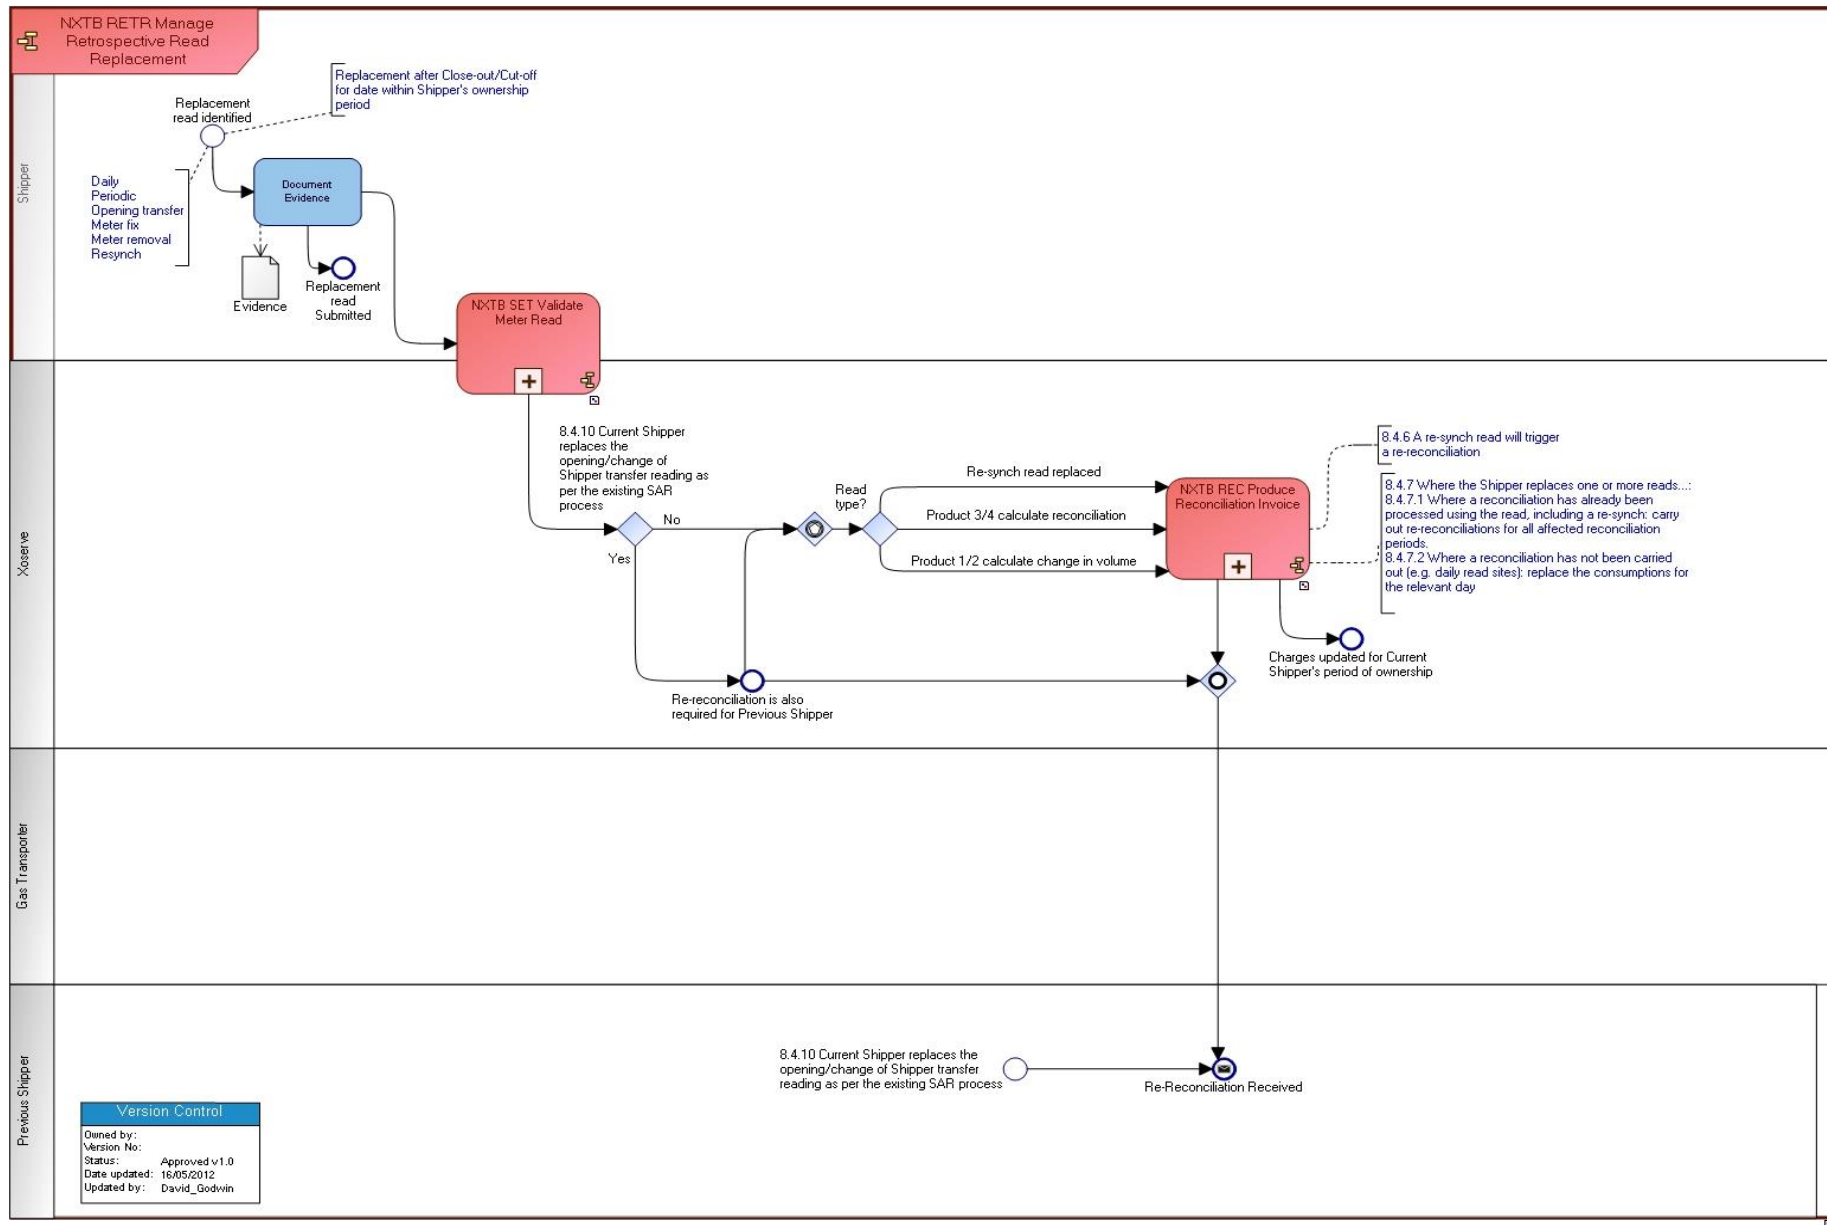 NXTB RETR Manage
Retrospective Read
Replacement
Shipper
Replacement after Close-out/Cut-off
for date within Shipper's ownership
period
Replacement
read identified
Daily
Periodic
Opening transfer
Meter fix
Meter removal
Resynch
Document
Evidence
Evidence
Replacement
read
Submitted
NXTB SET Validate
Meter Read
Xoserve
8.4.10 Current Shipper
replaces the
opening/change of
Shipper transfer reading as
per the existing SAR
process
No
Yes
Read
type?
Re-synch read replaced
Product 3/4 calculate reconciliation
Product 1/2 calculate change in volume
NXTB REC Produce
Reconciliation Invoice
8.4.6 A re-synch read will trigger
a re-reconciliation
8.4.7 Where the Shipper replaces one or more reads...:
8.4.7.1 Where a reconciliation has already been
processed using the read, including a re-synch: carry
out re-reconciliations for all affected reconciliation
periods.
8.4.7.2 Where a reconciliation has not been carried
out (e.g. daily read sites): replace the consumptions for
the relevant day
Charges updated for Current
Shipper's period of ownership
Re-reconciliation is also
required for Previous Shipper
Gas Transporter
Previous Shipper
8.4.10 Current Shipper replaces the
opening/change of Shipper transfer
reading as per the existing SAR process
Re-Reconciliation Received
Version Control
Owned by:
Version No:
Status: Approved v1.0
Date updated: 16/05/2012
Updated by: David_Godwin